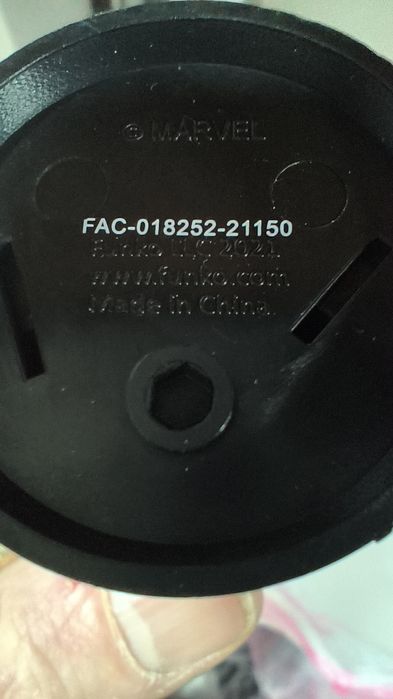 © MARVEL
FAC-018252-21150
Funko LLC 2021
www.funko.com
Made in China.